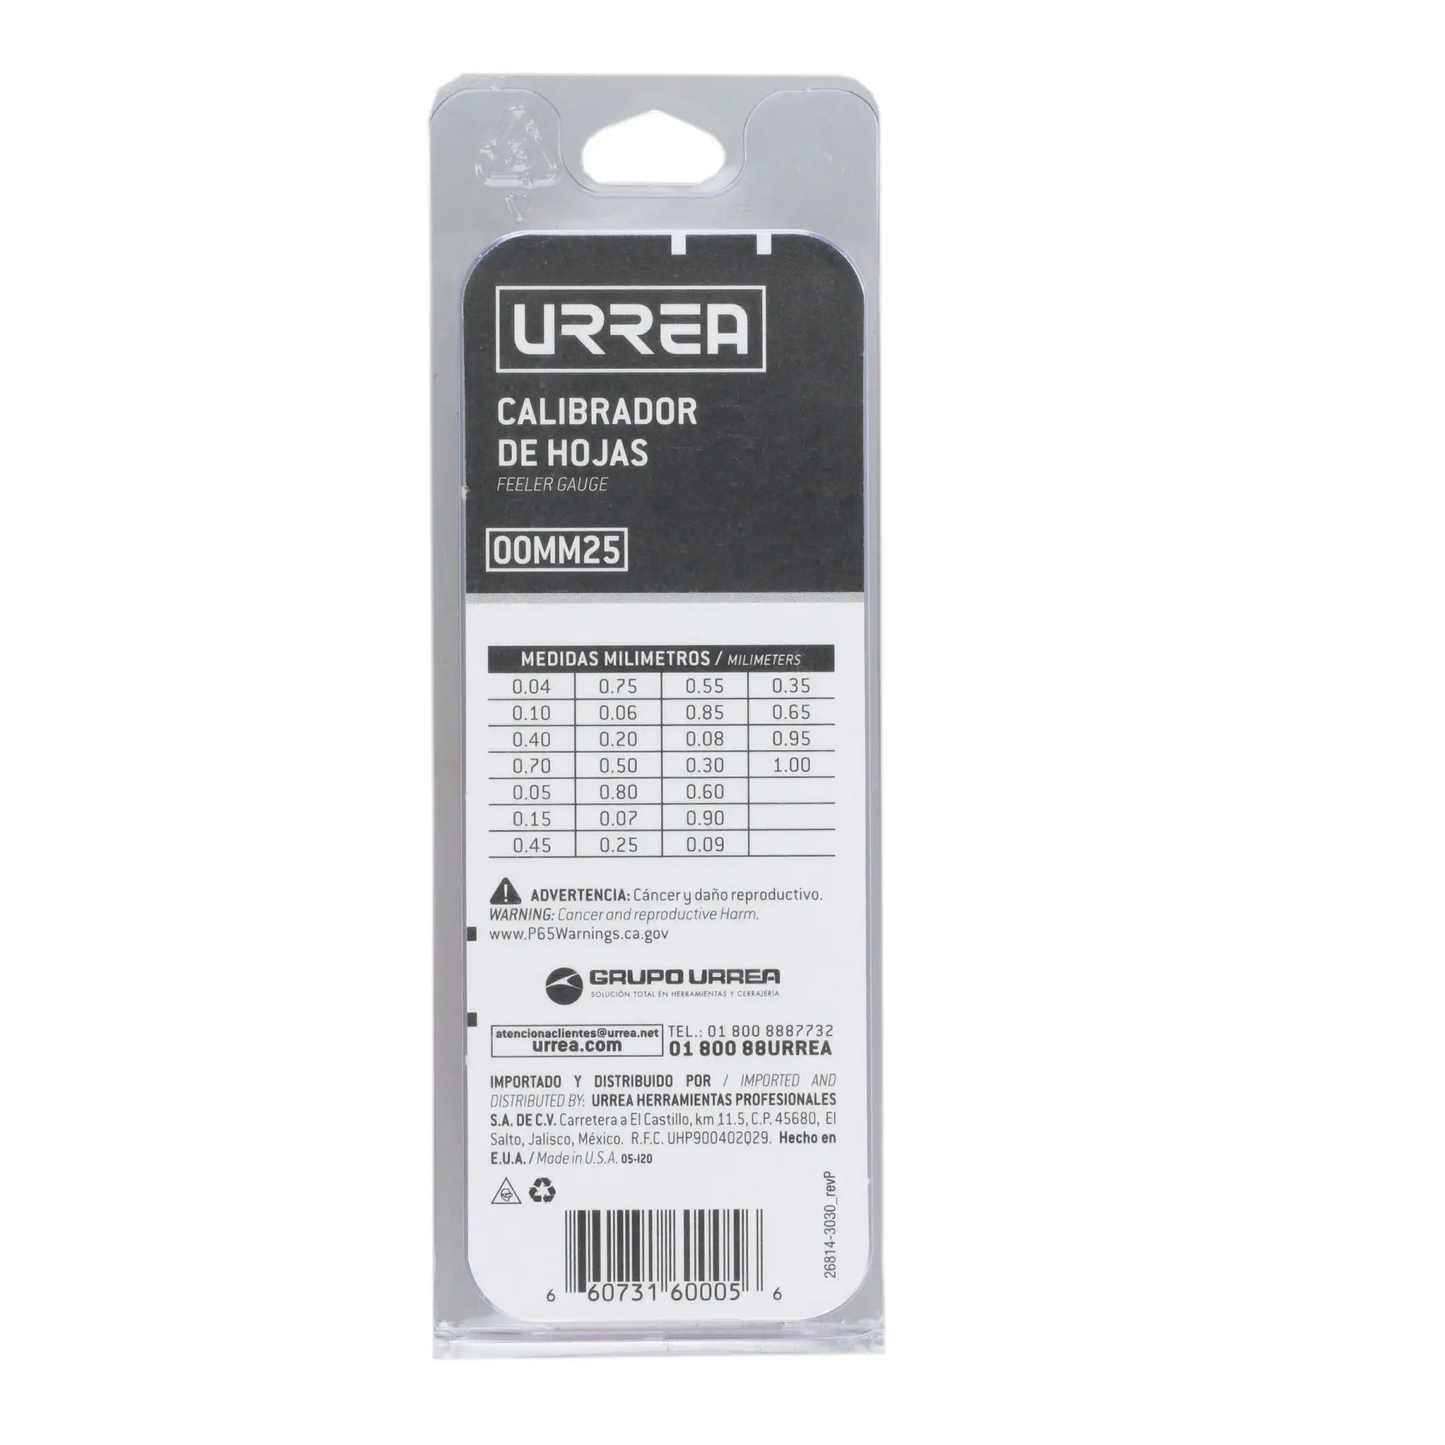 URREA
CALIBRADOR
DE HOJAS
FEELER GAUGE
00MM25
MEDIDAS MILIMETROS / MILIMETERS
0.04 0.75 0.55 0.35
0.10 0.06 0.85 0.65
0.40 0.20 0.08 0.95
0.70 0.50 0.30 1.00
0.05 0.80 0.60
0.15 0.07 0.90
0.45 0.25 0.09
ADVERTENCIA: Cáncer y daño reproductivo.
WARNING: Cancer and reproductive Harm.
www.P65Warnings.ca.gov
GRUPO URREA
SOLUCIÓN TOTAL EN HERRAMIENTAS Y CERRAJERÍA
atencionaclientes@urrea.net TEL.: 01 800 8887732
urrea.com 01 800 88URREA
IMPORTADO Y DISTRIBUIDO POR / IMPORTED AND
DISTRIBUTED BY: URREA HERRAMIENTAS PROFESIONALES
S.A. DE C.V. Carretera a El Castillo, km 11.5, C.P. 45680, El
Salto, Jalisco, México. R.F.C. UHP900402Q29. Hecho en
E.U.A. / Made in U.S.A. 05-I20
26814-3030_revP
6 60731 60005 6